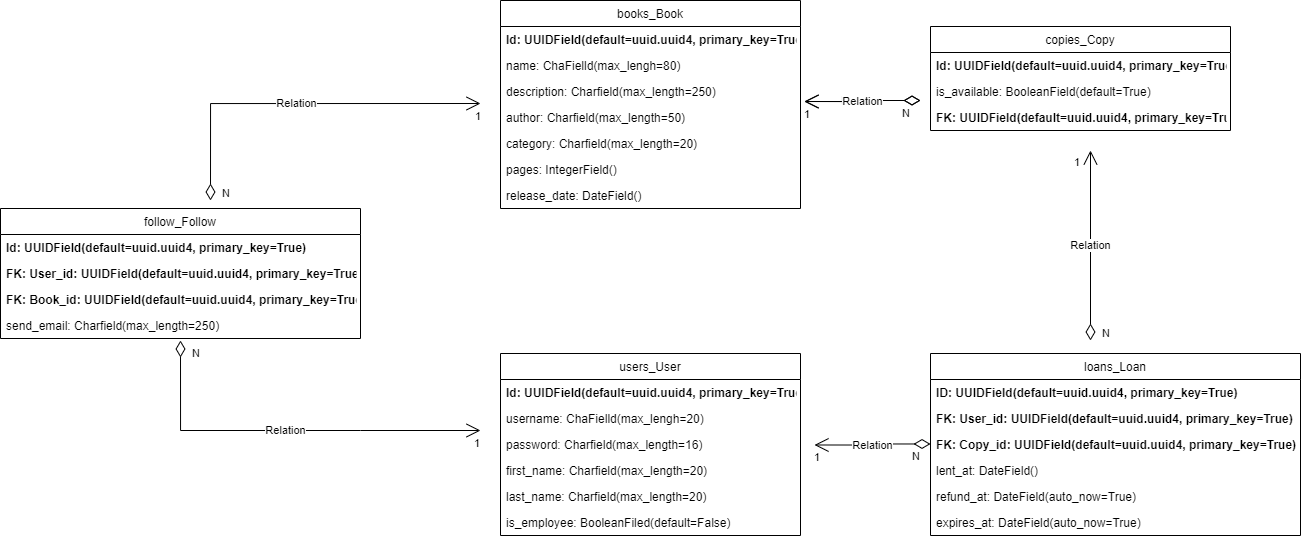 books_Book
Id: UUIDField(default=uuid.uuid4, primary_key=Tru
name: ChaFielld(max_lengh=80)
description: Charfield(max_length=250)
author: Charfield(max_length=50)
category: Charfield(max_length=20)
pages: IntegerField()
release_date: DateField()
copies_Copy
Id: UUIDField(default=uuid.uuid4, primary_key=Tru
is_available: BooleanField(default=True)
FK: UUIDField(default=uuid.uuid4, primary_key=Tru
Relation
1
N
Relation
1
N
follow_Follow
Id: UUIDField(default=uuid.uuid4, primary_key=True)
FK: User_id: UUIDField(default=uuid.uuid4, primary_key=True
FK: Book_id: UUIDField(default=uuid.uuid4, primary_key=Tru
send_email: Charfield(max_length=250)
1
Relation
N
N
Relation
1
users_User
Id: UUIDField(default=uuid.uuid4, primary_key=Tru
username: ChaFielld(max_lengh=20)
password: Charfield(max_length=16)
first_name: Charfield(max_length=20)
last_name: Charfield(max_length=20)
is_employee: BooleanFiled(default=False)
Relation
1
N
loans_Loan
ID: UUIDField(default=uuid.uuid4, primary_key=True)
FK: User_id: UUIDField(default=uuid.uuid4, primary_key=True)
FK: Copy_id: UUIDField(default=uuid.uuid4, primary_key=True)
lent_at: DateField()
refund_at: DateField(auto_now=True)
expires_at: DateField(auto_now=True)